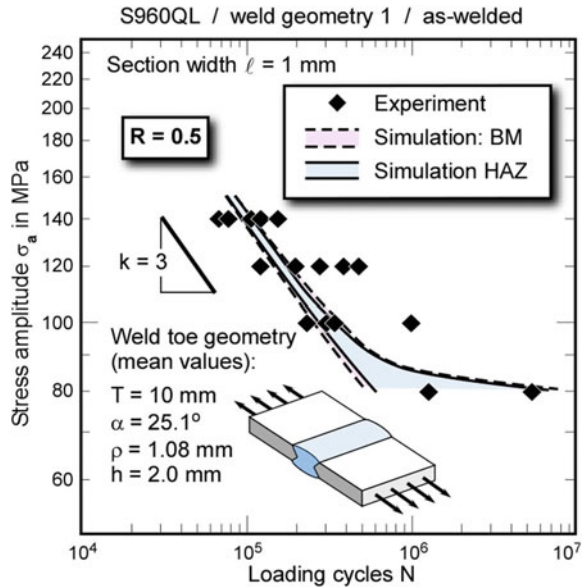 S960QL / weld geometry 1 / as-welded
Stress amplitude σa in MPa
240
220
200
180
160
140
120
100
80
60
Section width ℓ = 1 mm
R = 0.5
Experiment
Simulation: BM
Simulation HAZ
k = 3
Weld toe geometry
(mean values):
T = 10 mm
α = 25.1°
ρ = 1.08 mm
h = 2.0 mm
10⁴ 10⁵ 10⁶ 10⁷
Loading cycles N